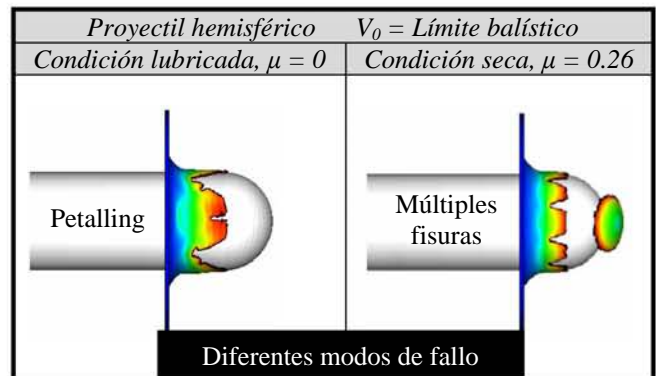 Proyectil hemisférico V₀ = Límite balístico
Condición lubricada, μ = 0
Condición seca, μ = 0.26
Petalling
Múltiples
fisuras
Diferentes modos de fallo